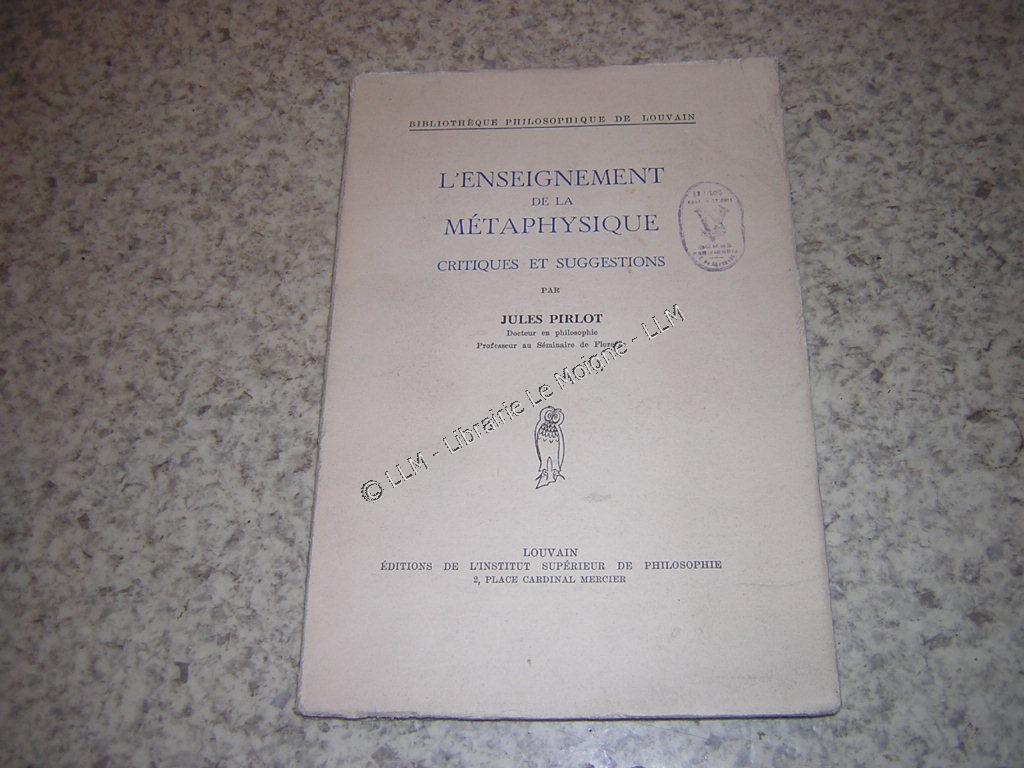 BIBLIOTHÈQUE PHILOSOPHIQUE DE LOUVAIN
L'ENSEIGNEMENT
DE LA
MÉTAPHYSIQUE
CRITIQUES ET SUGGESTIONS
PAR
JULES PIRLOT
Docteur en philosophie
Professeur au Séminaire de
© LLM - Librairie Le Moigne - LLM
LOUVAIN
ÉDITIONS DE L'INSTITUT SUPÉRIEUR DE PHILOSOPHIE
2, PLACE CARDINAL MERCIER